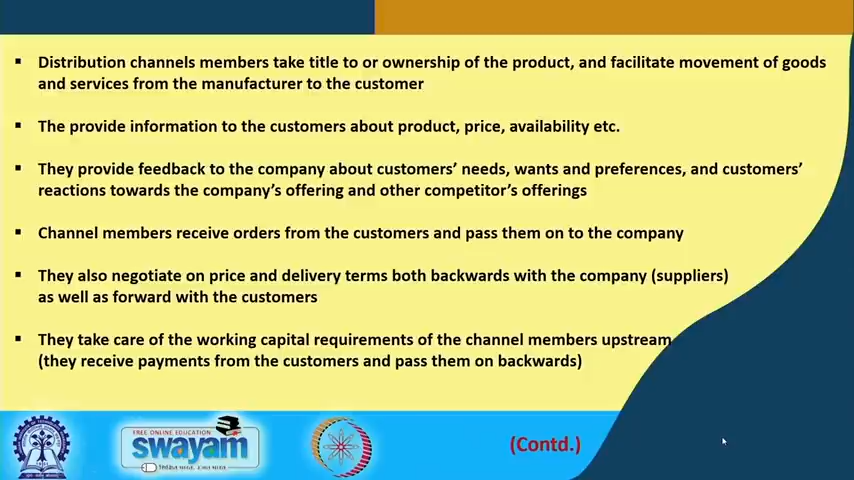 ▪ Distribution channels members take title to or ownership of the product, and facilitate movement of goods
and services from the manufacturer to the customer
▪ The provide information to the customers about product, price, availability etc.
▪ They provide feedback to the company about customers’ needs, wants and preferences, and customers’
reactions towards the company’s offering and other competitor’s offerings
▪ Channel members receive orders from the customers and pass them on to the company
▪ They also negotiate on price and delivery terms both backwards with the company (suppliers)
as well as forward with the customers
▪ They take care of the working capital requirements of the channel members upstream
(they receive payments from the customers and pass them on backwards)
FREE ONLINE EDUCATION
swayam
(Contd.)